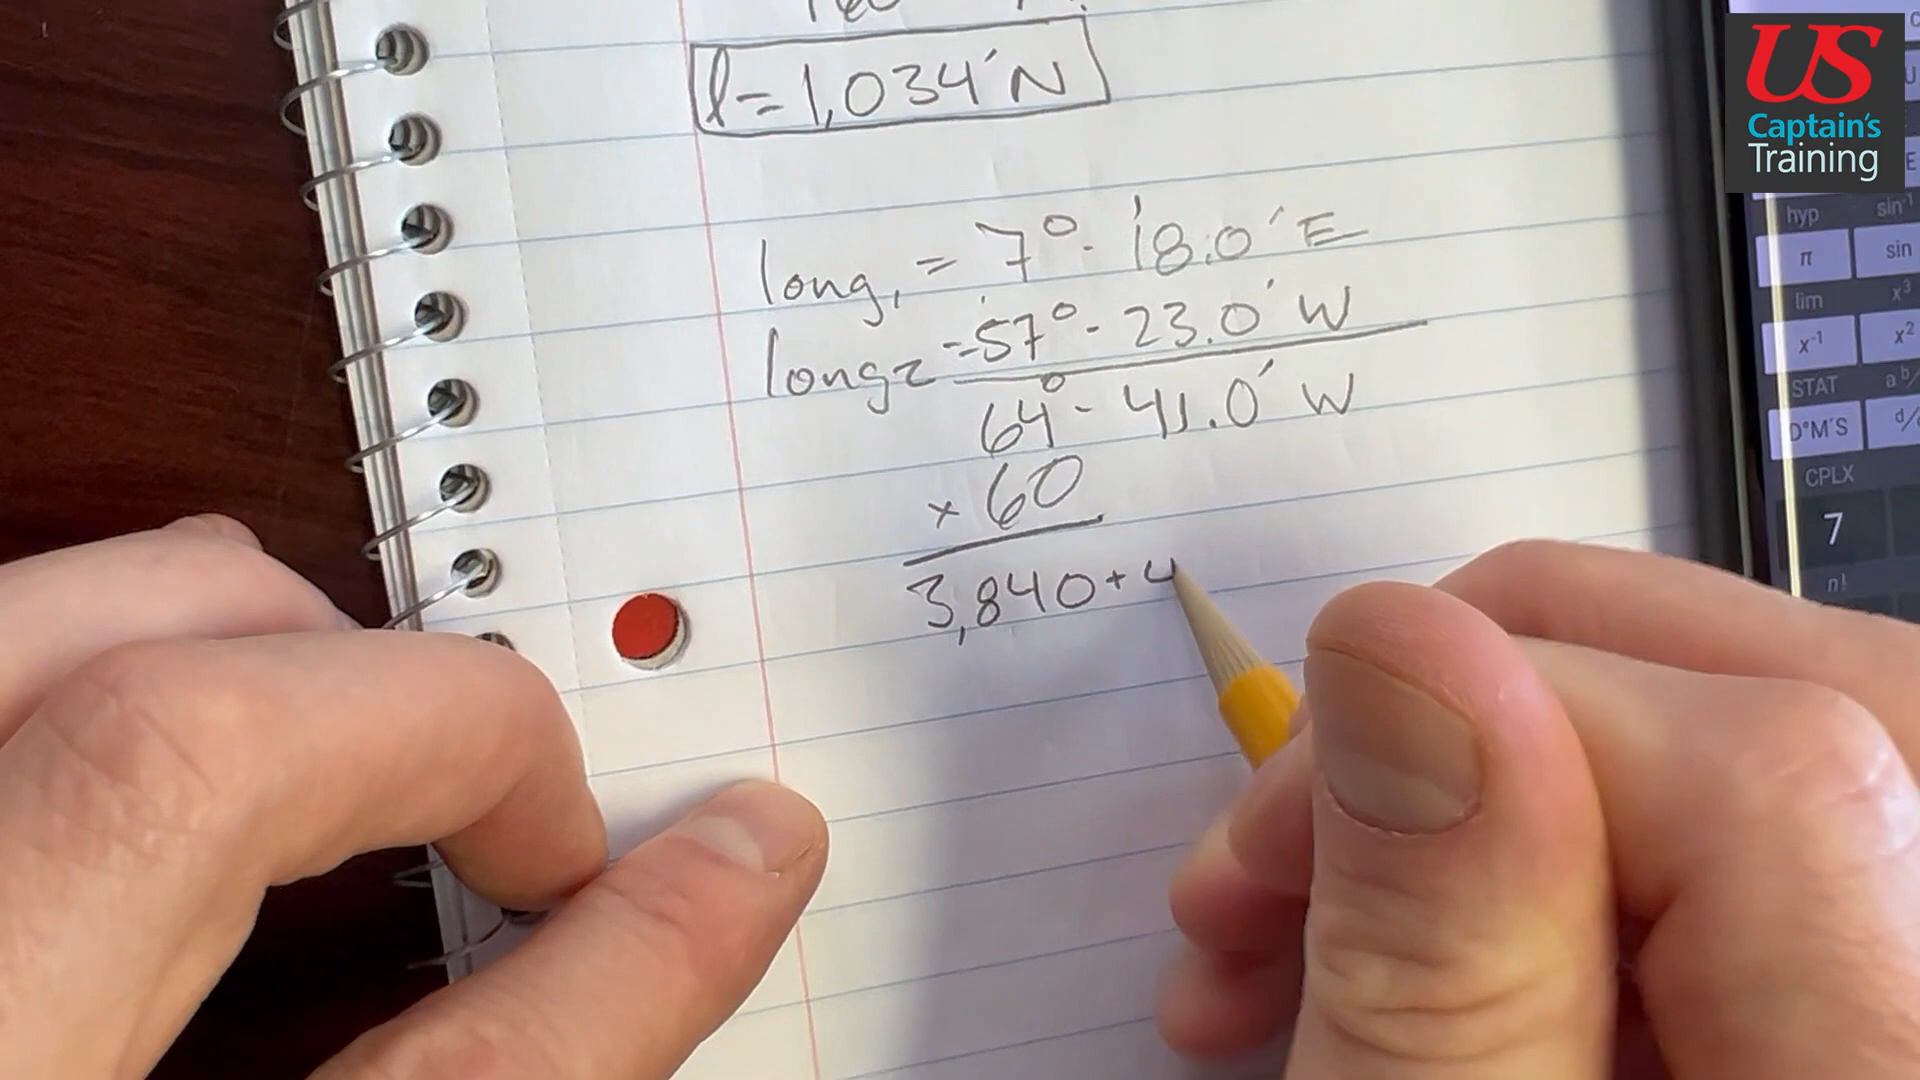 l = 1,034' N
US
Captain's
Training
long₁ = 7° - 18.0' E
long₂ = 57° - 23.0' W
64° - 41.0' W
x 60
3,840 + 4
hyp
sin⁻¹
π
sin
lim
x³
x⁻¹
x²
STAT
D°M'S
CPLX
7
n!